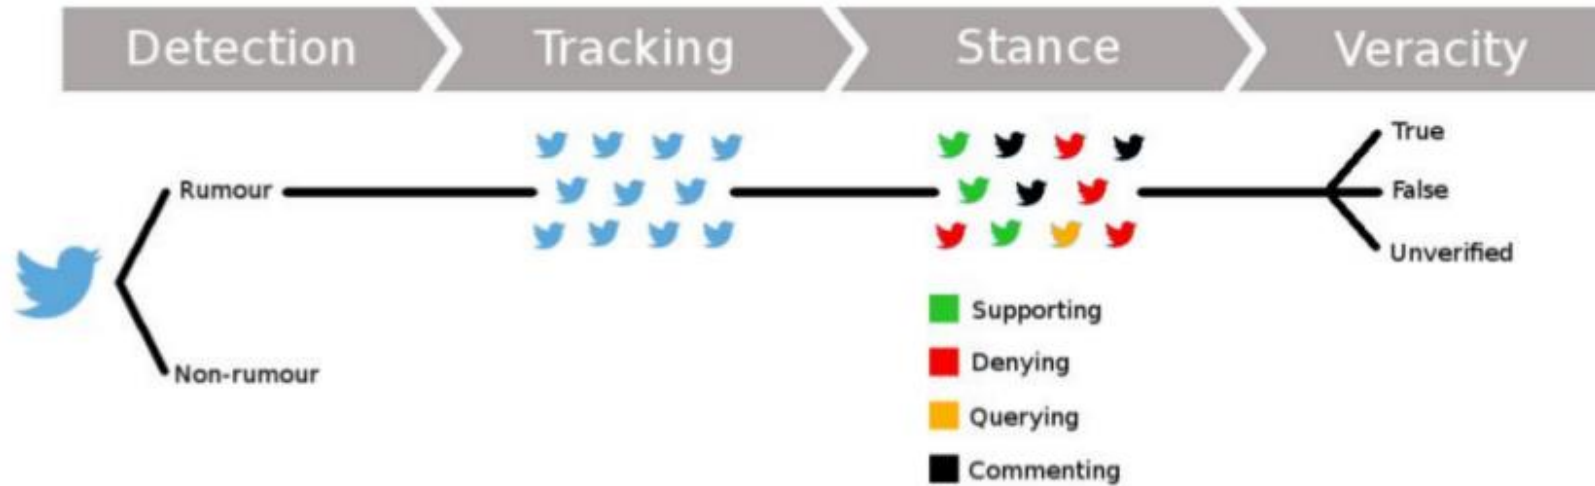 Detection Tracking Stance Veracity
True
Rumour False
Unverified
Supporting
Denying
Non-rumour
Querying
Commenting